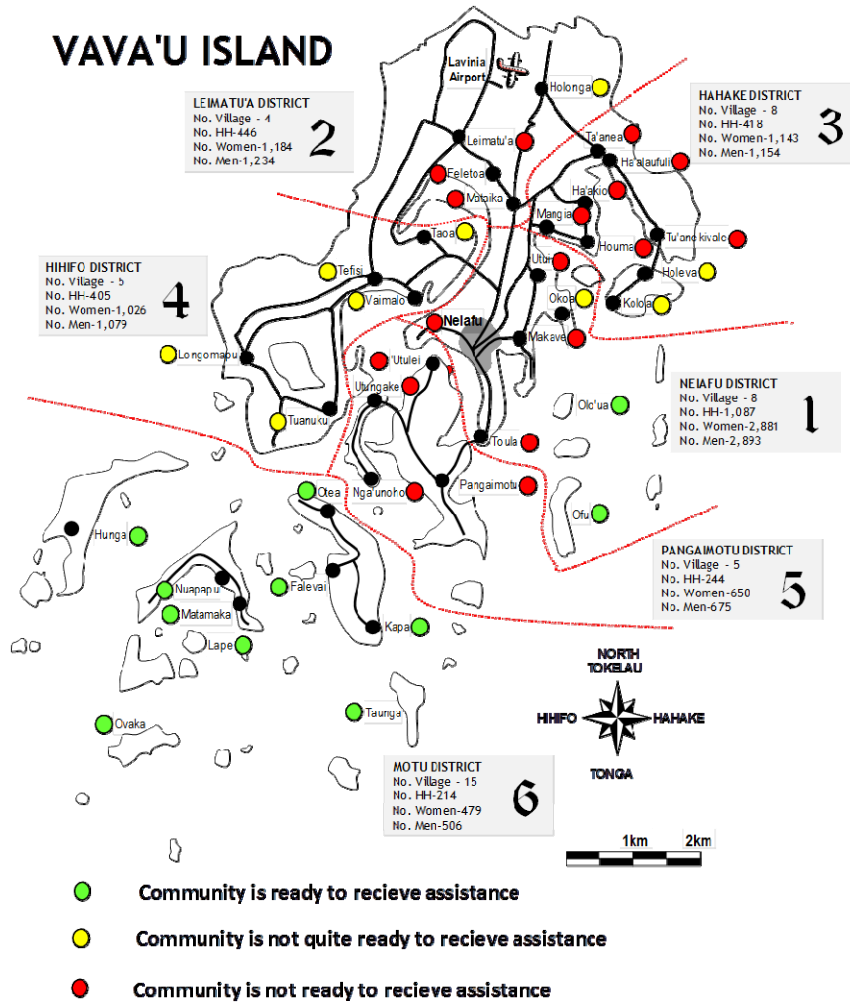 VAVA'U ISLAND
Lavinia
Airport
Holonga
LEIMATU'A DISTRICT
No. Village - 4
No. HH-446
No. Women-1,184
No. Men-1,234
2
HAHAKE DISTRICT
No. Village - 8
No. HH-418
No. Women-1,143
No. Men-1,154
3
Leimatu'a
Ta'anea
Ha'alaufuli
Feletoa
Mataika
Ha'akio
Mangia
Taoa
Houma
Tu'anekivale
Utui
Holeva
Tefisi
HIHIFO DISTRICT
No. Village - 5
No. HH-405
No. Women-1,026
No. Men-1,079
4
Vaimalo
Okoa
Koloa
Neiafu
Makave
Longomapu
'Utulei
Utungake
NEIAFU DISTRICT
No. Village - 8
No. HH-1,087
No. Women-2,881
No. Men-2,893
1
Olo'ua
Tuanuku
Toula
Otea
Nga'unoho
Pangaimotu
Ofu
Hunga
PANGAIMOTU DISTRICT
No. Village - 5
No. HH-244
No. Women-650
No. Men-675
5
Nuapapu
Falevai
Matamaka
Kapa
Lape
NORTH
TOKELAU
HIHIFO
HAHAKE
TONGA
Taunga
Ovaka
MOTU DISTRICT
No. Village - 15
No. HH-214
No. Women-479
No. Men-506
6
1km
2km
Community is ready to recieve assistance
Community is not quite ready to recieve assistance
Community is not ready to recieve assistance